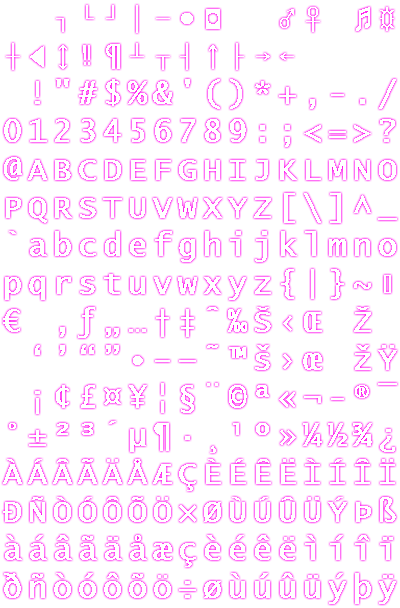 ┐ └ ┘ │ ─ ○ ◘ ♂ ♀ ♬ ☼
┼ ◄ ↕ ‼ ¶ ┴ ┬ ┤ ↑ ├ → ←
! " # $ % & ' ( ) * + , - . /
0 1 2 3 4 5 6 7 8 9 : ; < = > ?
@ A B C D E F G H I J K L M N O
P Q R S T U V W X Y Z [ \ ] ^ _
` a b c d e f g h i j k l m n o
p q r s t u v w x y z { | } ~ ▯
€ ‚ ƒ „ … † ‡ ˆ ‰ Š ‹ Œ Ž
‘ ’ “ ” • – — ˜ ™ š › œ ž Ÿ
¡ ¢ £ ¤ ¥ ¦ § ¨ © ª « ¬ - ® ¯
° ± ² ³ ´ µ ¶ · ¸ ¹ º » ¼ ½ ¾ ¿
À Á Â Ã Ä Å Æ Ç È É Ê Ë Ì Í Î Ï
Ð Ñ Ò Ó Ô Õ Ö × Ø Ù Ú Û Ü Ý Þ ß
à á â ã ä å æ ç è é ê ë ì í î ï
ð ñ ò ó ô õ ö ÷ ø ù ú û ü ý þ ÿ